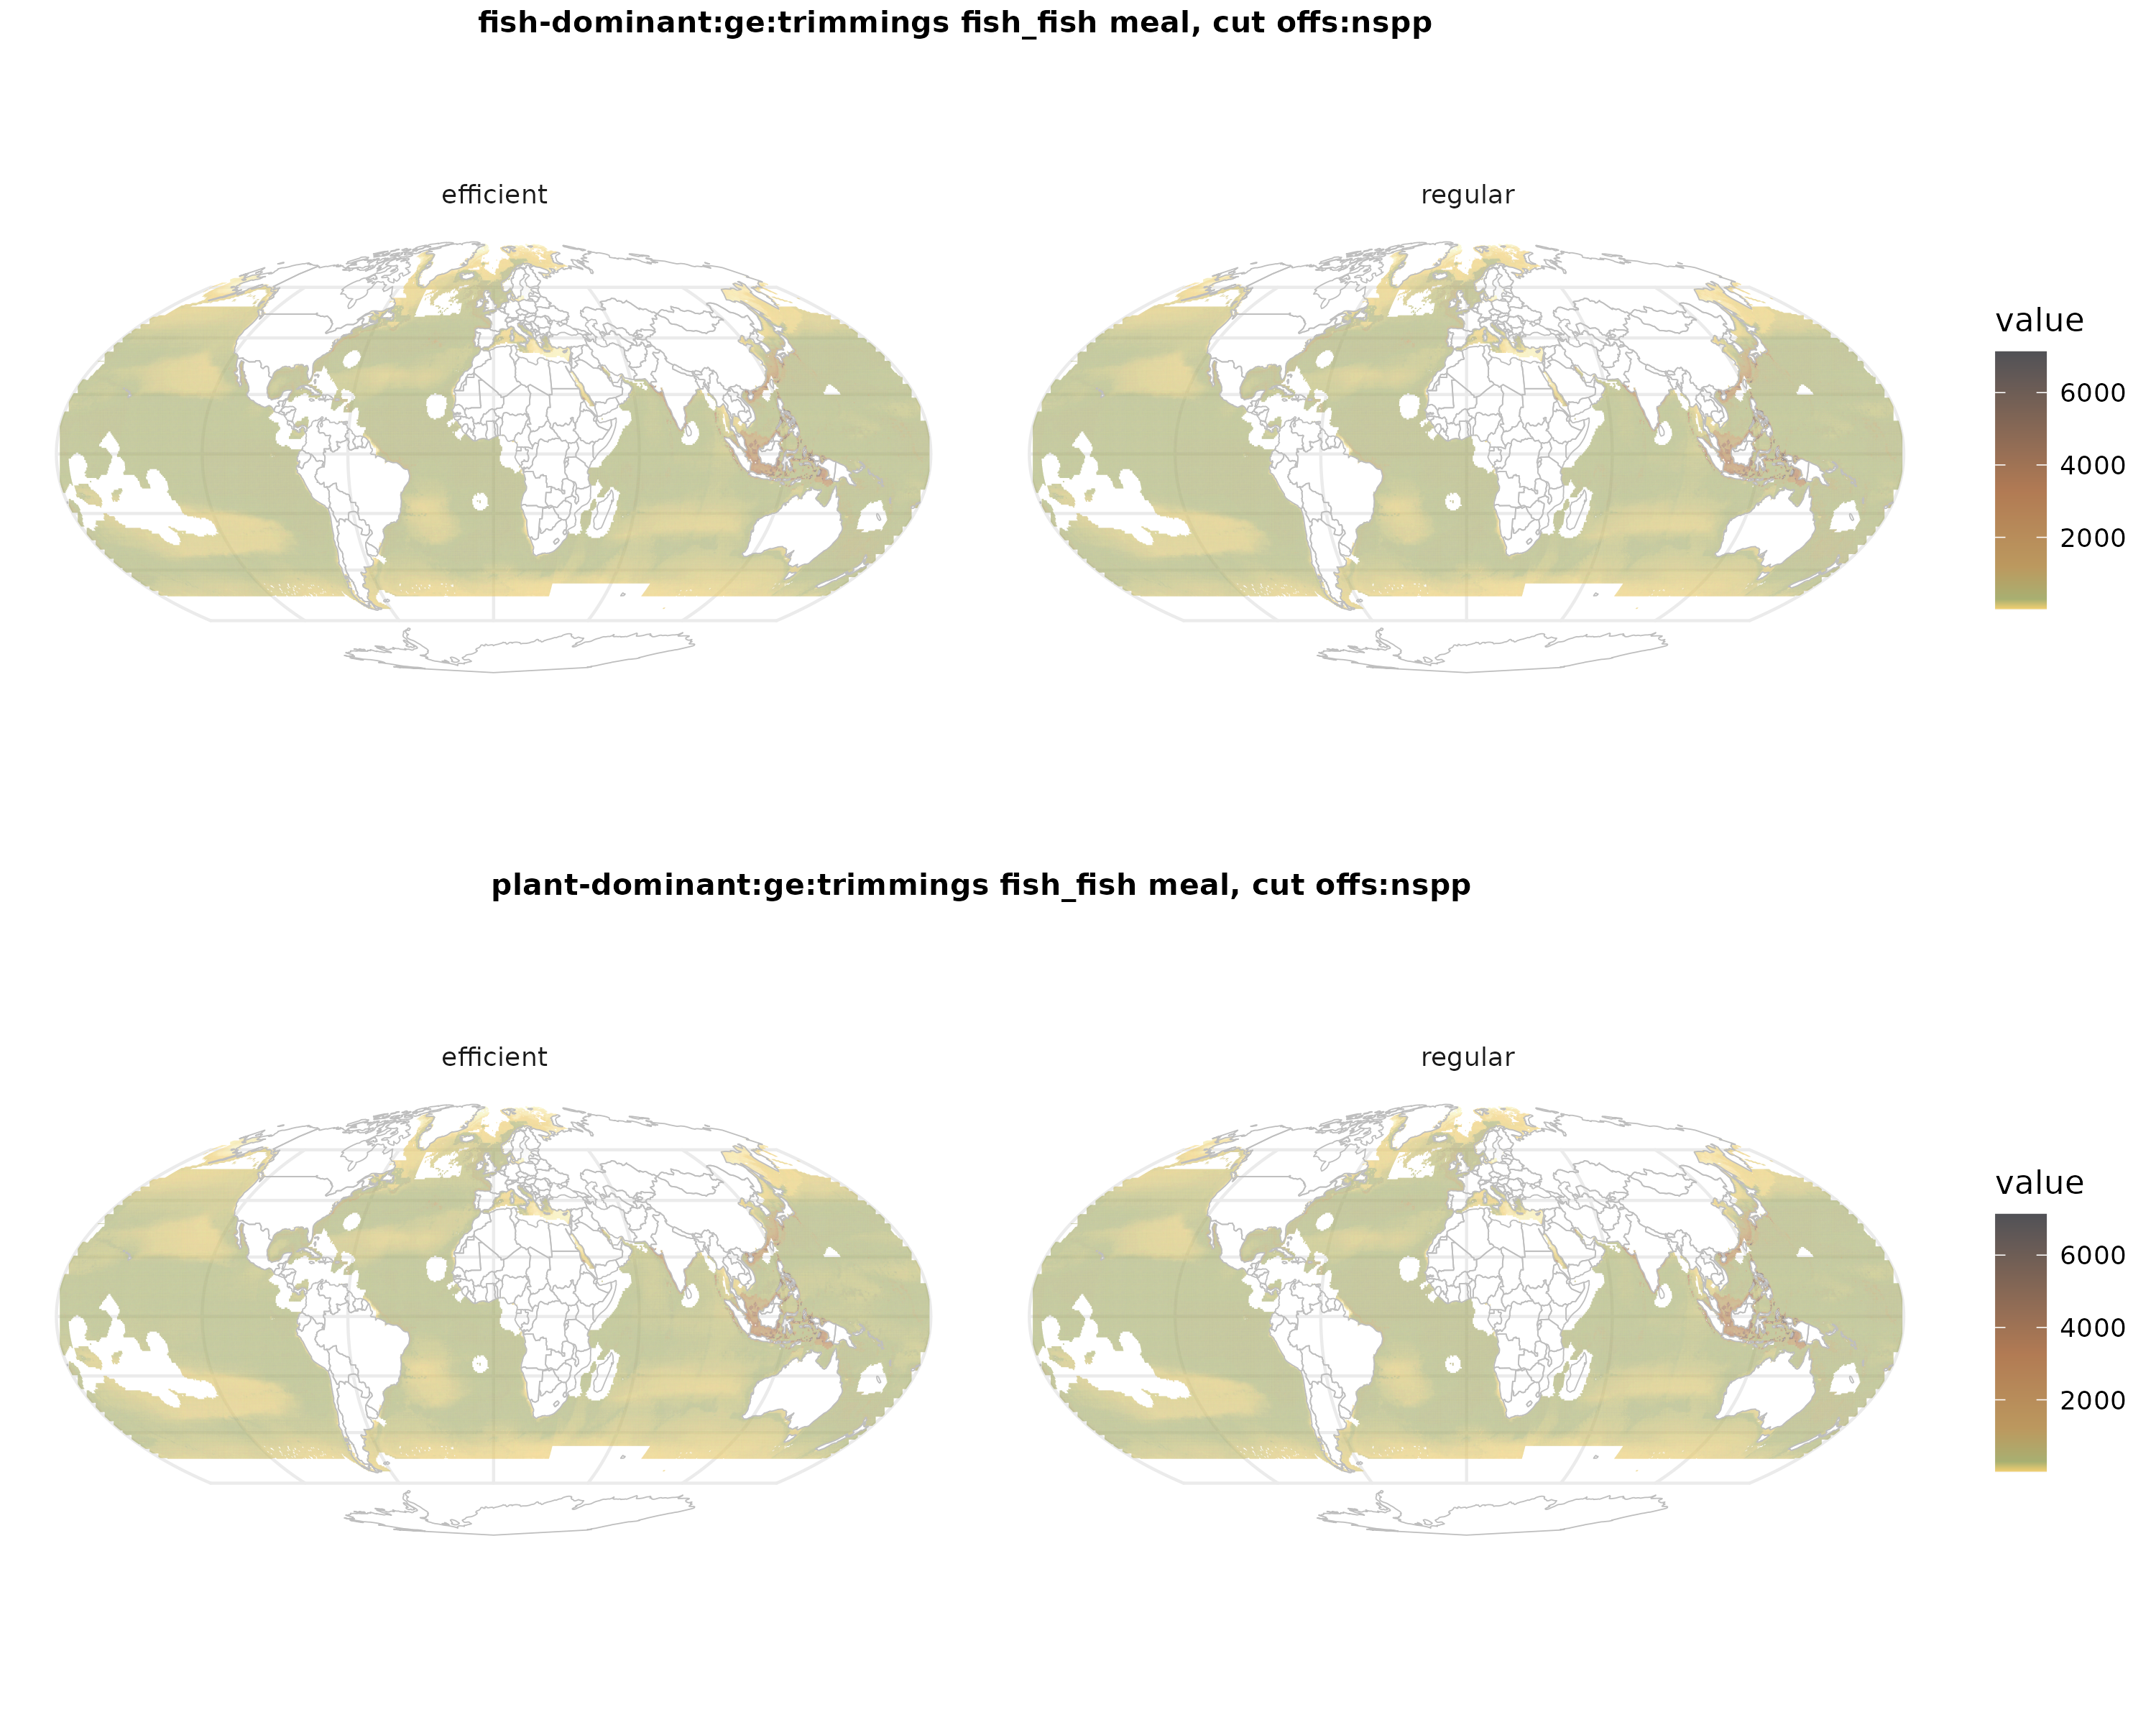 fish-dominant:ge:trimmings fish_fish meal, cut offs:nspp
efficient
regular
value
6000
4000
2000
plant-dominant:ge:trimmings fish_fish meal, cut offs:nspp
efficient
regular
value
6000
4000
2000